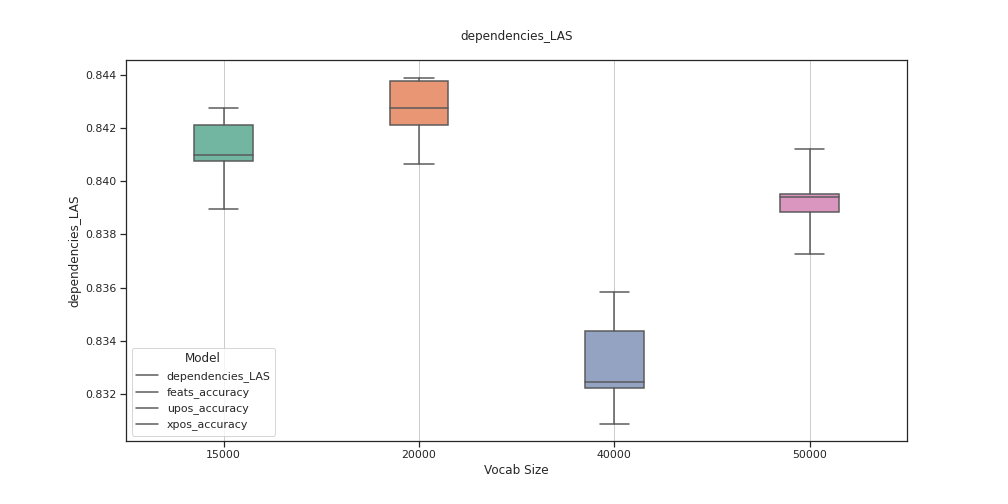 dependencies_LAS
0.844
0.842
0.840
0.838
0.836
0.834
0.832
dependencies_LAS
Model
dependencies_LAS
feats_accuracy
upos_accuracy
xpos_accuracy
15000
20000
40000
50000
Vocab Size